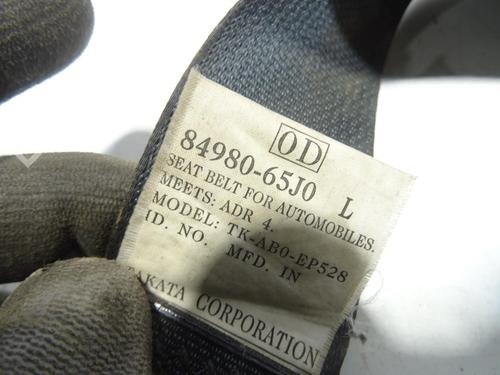 OD
84980-65J0 L
SEAT BELT FOR AUTOMOBILES.
MEETS: ADR 4.
MODEL: TK-AB0-EP528
ID. NO. MFD. IN
TAKATA CORPORATION